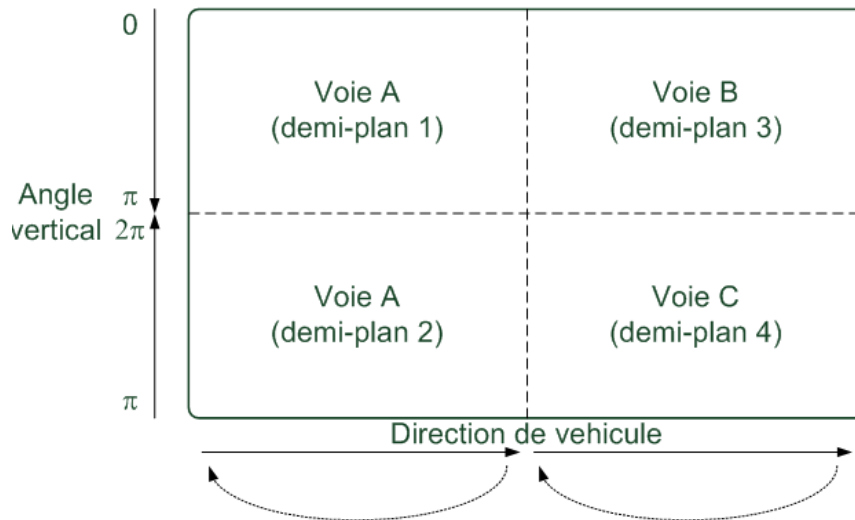 0
Voie A
(demi-plan 1)
Voie B
(demi-plan 3)
Angle
vertical
π
2π
Voie A
(demi-plan 2)
Voie C
(demi-plan 4)
π
Direction de vehicule